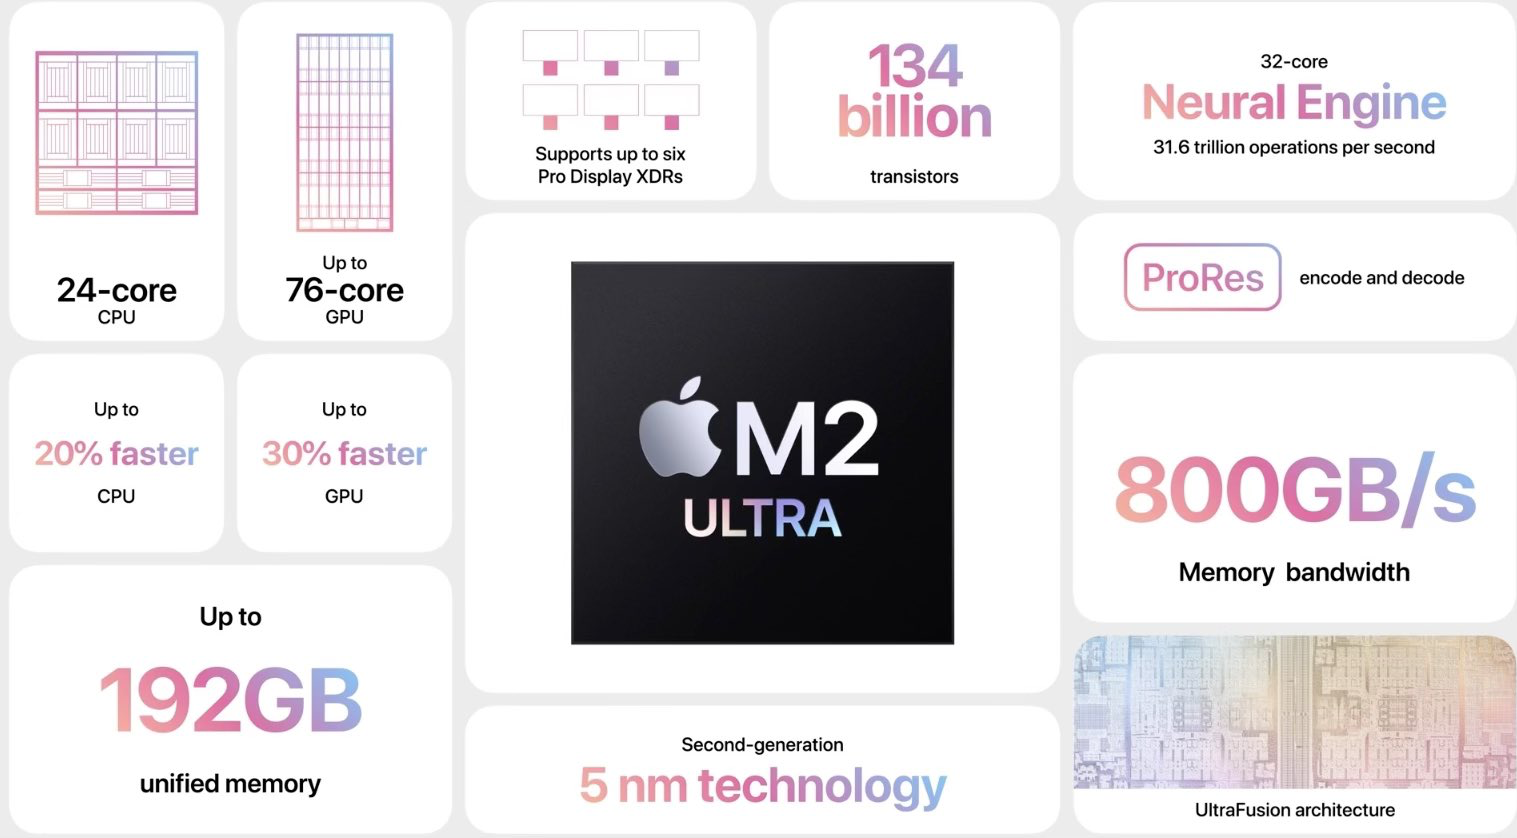 24-core
CPU
Up to
76-core
GPU
Supports up to six
Pro Display XDRs
134
billion
transistors
32-core
Neural Engine
31.6 trillion operations per second
ProRes
encode and decode
Up to
20% faster
CPU
Up to
30% faster
GPU
M2
ULTRA
800GB/s
Memory bandwidth
Up to
192GB
unified memory
Second-generation
5 nm technology
UltraFusion architecture